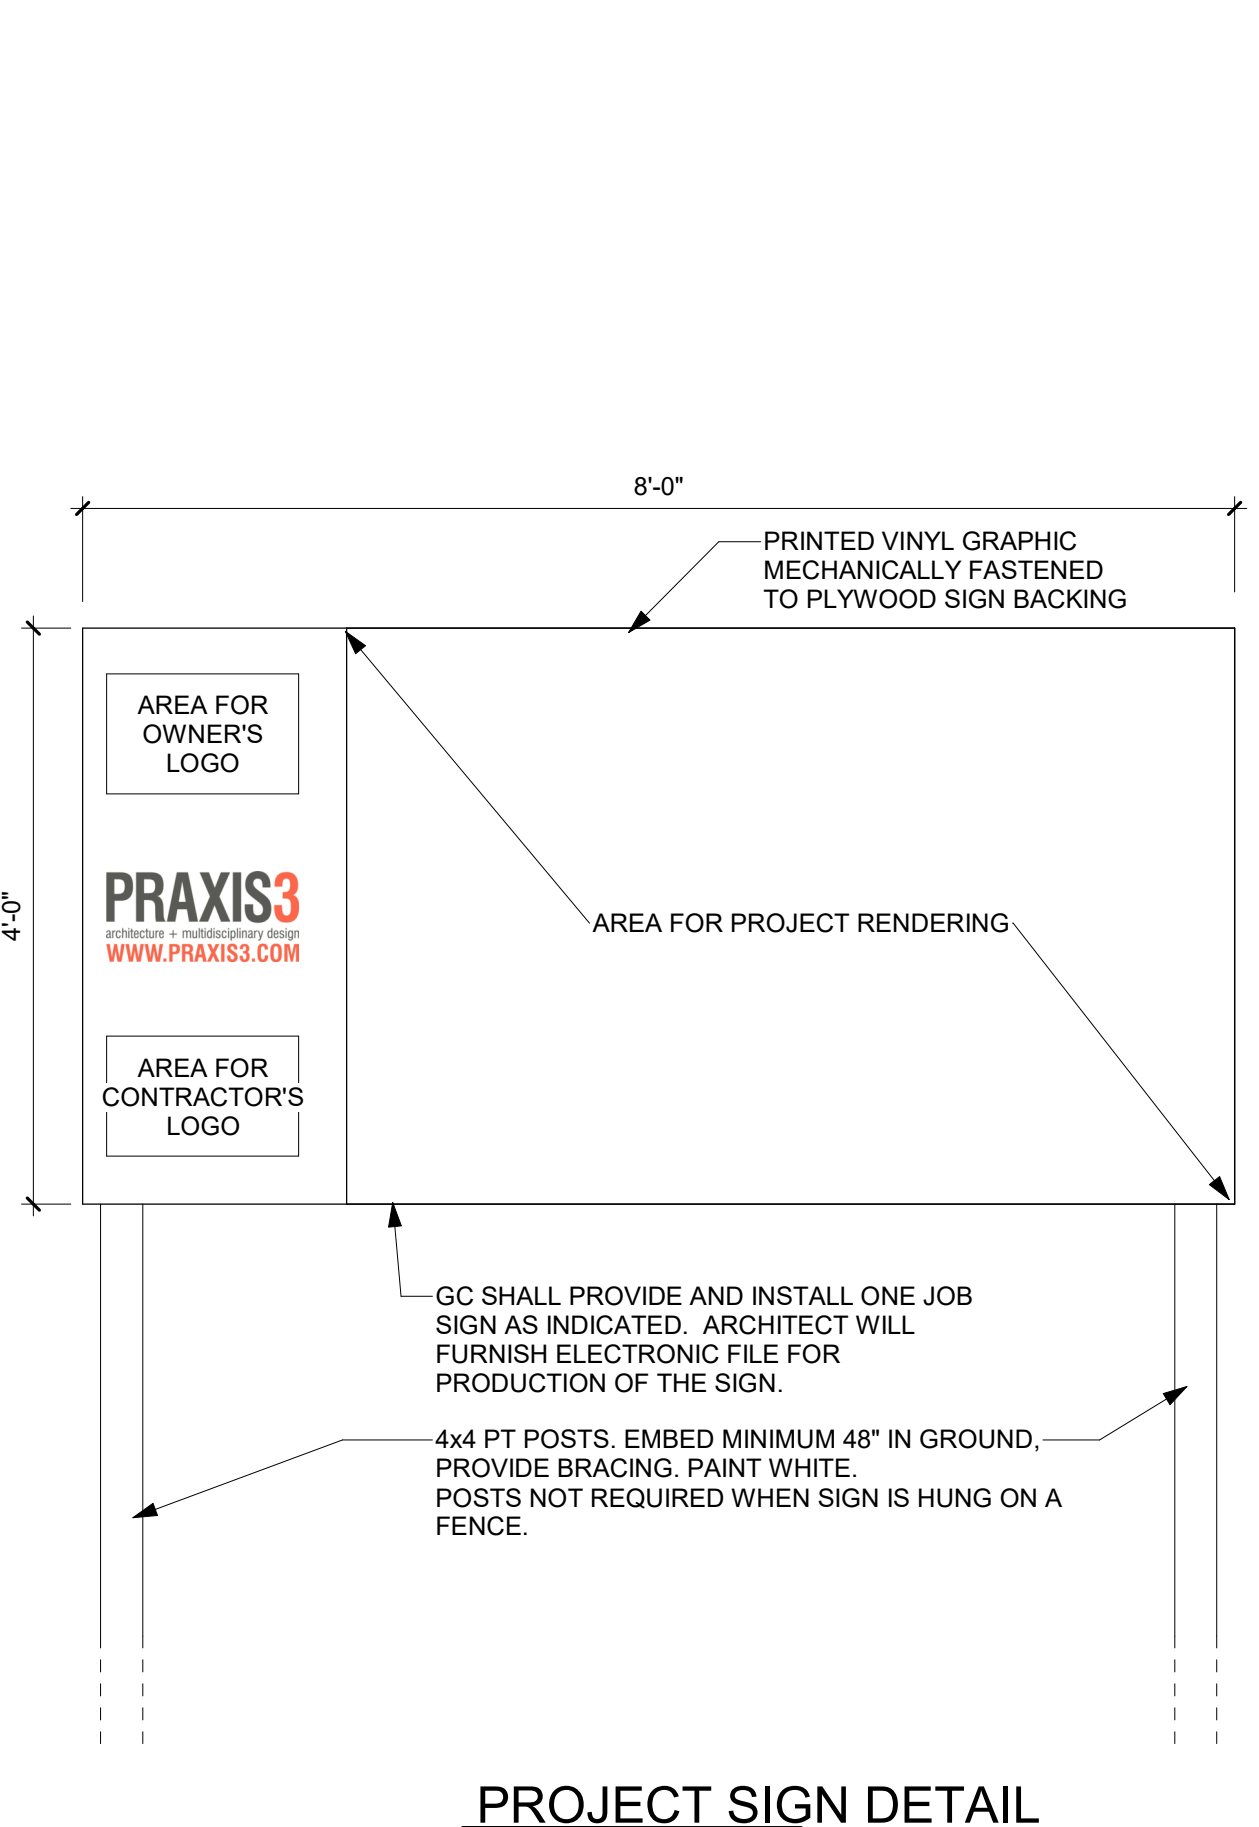 8'-0"
PRINTED VINYL GRAPHIC
MECHANICALLY FASTENED
TO PLYWOOD SIGN BACKING
AREA FOR
OWNER'S
LOGO
4'-0"
PRAXIS3
architecture + multidisciplinary design
WWW.PRAXIS3.COM
AREA FOR PROJECT RENDERING
AREA FOR
CONTRACTOR'S
LOGO
GC SHALL PROVIDE AND INSTALL ONE JOB
SIGN AS INDICATED.  ARCHITECT WILL
FURNISH ELECTRONIC FILE FOR
PRODUCTION OF THE SIGN.
4x4 PT POSTS. EMBED MINIMUM 48" IN GROUND,
PROVIDE BRACING. PAINT WHITE.
POSTS NOT REQUIRED WHEN SIGN IS HUNG ON A
FENCE.
PROJECT SIGN DETAIL